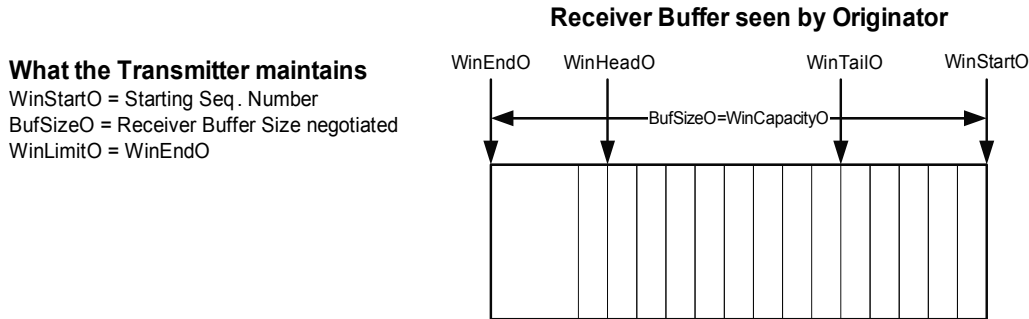 Receiver Buffer seen by Originator
What the Transmitter maintains
WinStartO = Starting Seq. Number
BufSizeO = Receiver Buffer Size negotiated
WinLimitO = WinEndO
WinEndO WinHeadO WinTailO WinStartO
BufSizeO=WinCapacityO